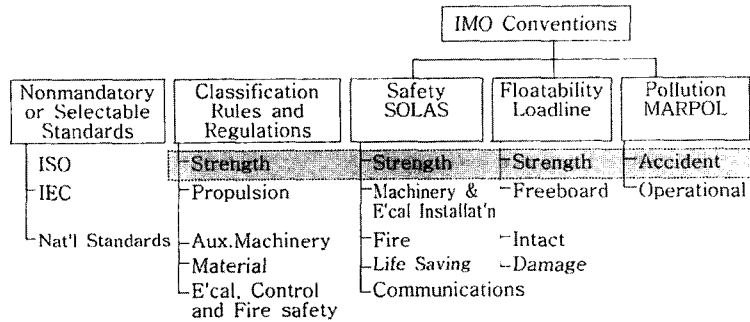 IMO Conventions
Nonmandatory
or Selectable
Standards
ISO
IEC
Nat'l Standards
Classification
Rules and
Regulations
Strength
Propulsion
Aux.Machinery
Material
E'cal, Control
and Fire safety
Safety
SOLAS
Strength
Machinery &
E'cal Installat'n
Fire
Life Saving
Communications
Floatability
Loadline
Strength
Freeboard
Intact
Damage
Pollution
MARPOL
Accident
Operational